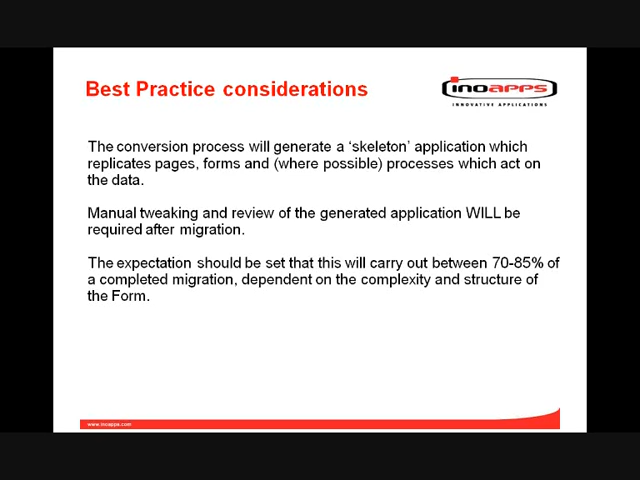 Best Practice considerations
inoapps
INNOVATIVE APPLICATIONS
The conversion process will generate a ‘skeleton’ application which
replicates pages, forms and (where possible) processes which act on
the data.
Manual tweaking and review of the generated application WILL be
required after migration.
The expectation should be set that this will carry out between 70-85% of
a completed migration, dependent on the complexity and structure of
the Form.
www.inoapps.com